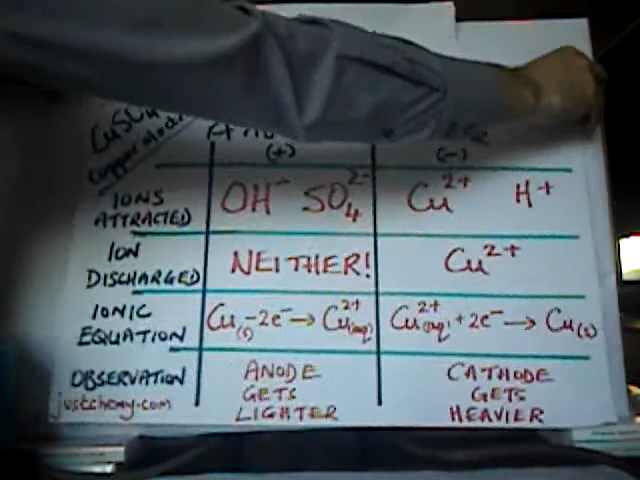 (+) (-)
IONS ATTRACTED OH⁻ SO₄²⁻ Cu²⁺ H⁺
ION DISCHARGED NEITHER! Cu²⁺
IONIC EQUATION Cu(s) -2e⁻ → Cu²⁺(aq) Cu²⁺(aq) + 2e⁻ → Cu(s)
OBSERVATION ANODE GETS LIGHTER CATHODE GETS HEAVIER
justchemy.com